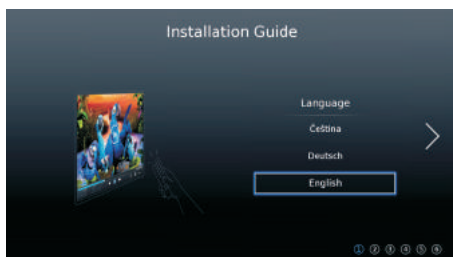 Installation Guide
Language
Čeština
Deutsch
English
① ② ③ ④ ⑤ ⑥